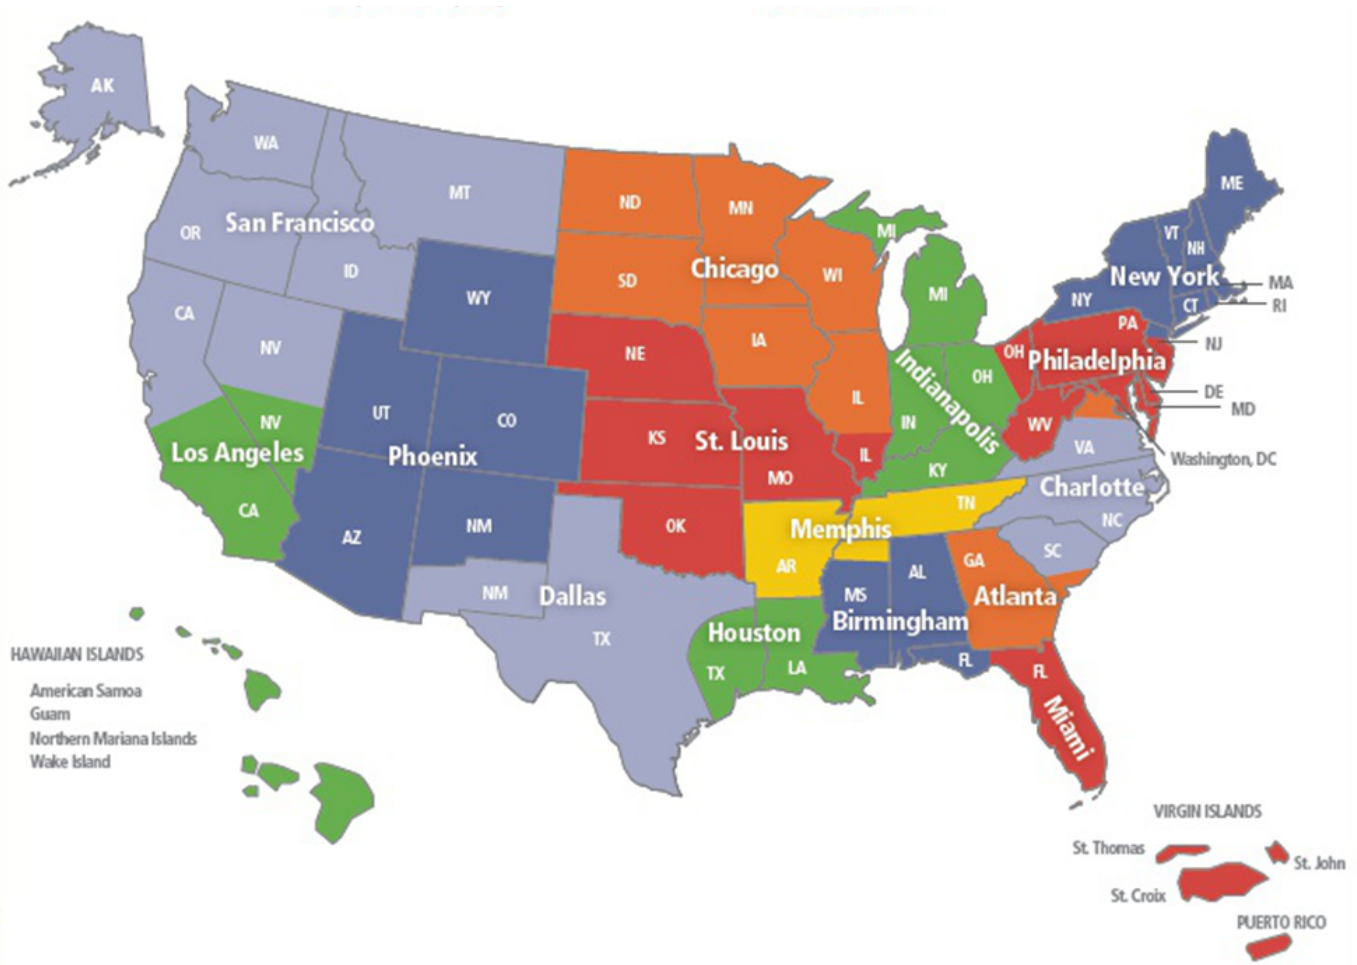 AK
WA
MT
OR
San Francisco
ID
CA
NV
WY
ND
MN
SD
Chicago
WI
MI
MI
IA
NE
IL
ME
VT
NH
New York
NY
MA
CT
RI
PA
NJ
OH
Philadelphia
OH
DE
MD
Indianapolis
IN
WV
KY
VA
Washington, DC
UT
CO
Phoenix
NV
Los Angeles
CA
AZ
NM
KS
St. Louis
MO
IL
OK
Charlotte
NC
SC
TN
Memphis
AR
NM
Dallas
TX
MS
AL
Birmingham
GA
Atlanta
Houston
TX
LA
FL
FL
Miami
HAWAIIAN ISLANDS
American Samoa
Guam
Northern Mariana Islands
Wake Island
VIRGIN ISLANDS
St. Thomas
St. John
St. Croix
PUERTO RICO